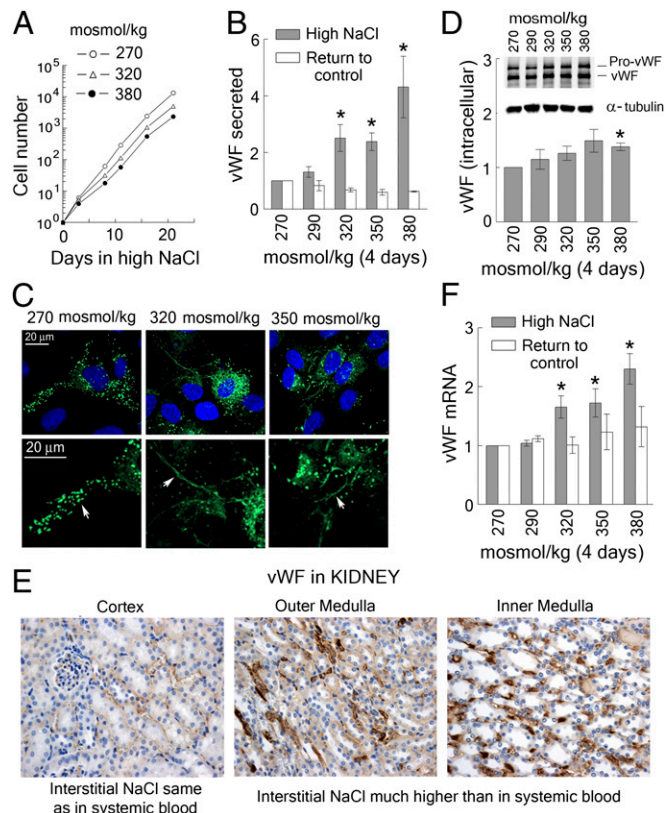 A
mosmol/kg
270
320
380
10^5
10^4
10^3
10^2
10^1
10^0
Cell number
0
10
20
Days in high NaCl
B
High NaCl
Return to
control
6
4
2
0
vWF secreted
*
*
*
270
290
320
350
380
mosmol/kg (4 days)
D
mosmol/kg
270
290
320
350
380
Pro-vWF
vWF
α-tubulin
3
2
1
0
vWF (intracellular)
*
270
290
320
350
380
mosmol/kg (4 days)
C
270 mosmol/kg
320 mosmol/kg
350 mosmol/kg
20 μm
20 μm
F
High NaCl
Return to
control
3
2
1
0
vWF mRNA
*
*
*
270
290
320
350
380
mosmol/kg (4 days)
E
vWF in KIDNEY
Cortex
Outer Medulla
Inner Medulla
Interstitial NaCl same
as in systemic blood
Interstitial NaCl much higher than in systemic blood